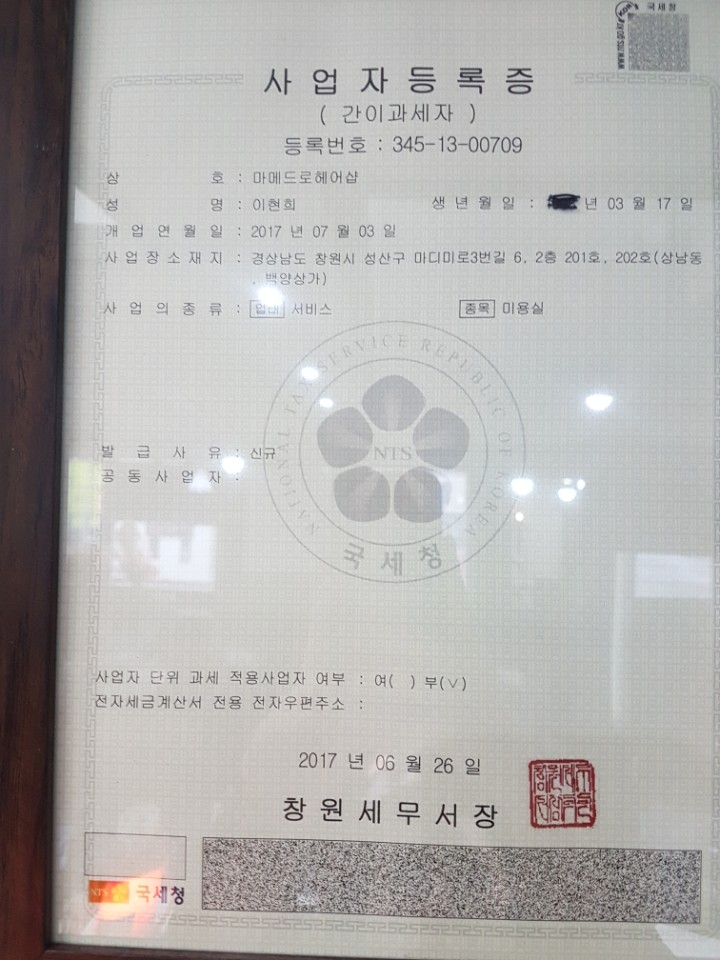 국세청
사업자등록증
( 간이과세자 )
등록번호 : 345-13-00709
상 호 : 마메드로헤어샵
성 명 : 이현희 생년월일 : 년 03 월 17 일
개업연월일 : 2017 년 07 월 03 일
사업장소재지 : 경상남도 창원시 성산구 마디미로3번길 6, 2층 201호, 202호(상남동
, 백양상가)
사업의종류 : 업태 서비스 종목 미용실
NATIONAL TAX SERVICE REPUBLIC OF KOREA
NTS
국세청
발급사유 : 신규
공동사업자 :
사업자 단위 과세 적용사업자 여부 : 여( ) 부(∨)
전자세금계산서 전용 전자우편주소 :
2017 년 06 월 26 일
창원세무서장
NTS 국세청